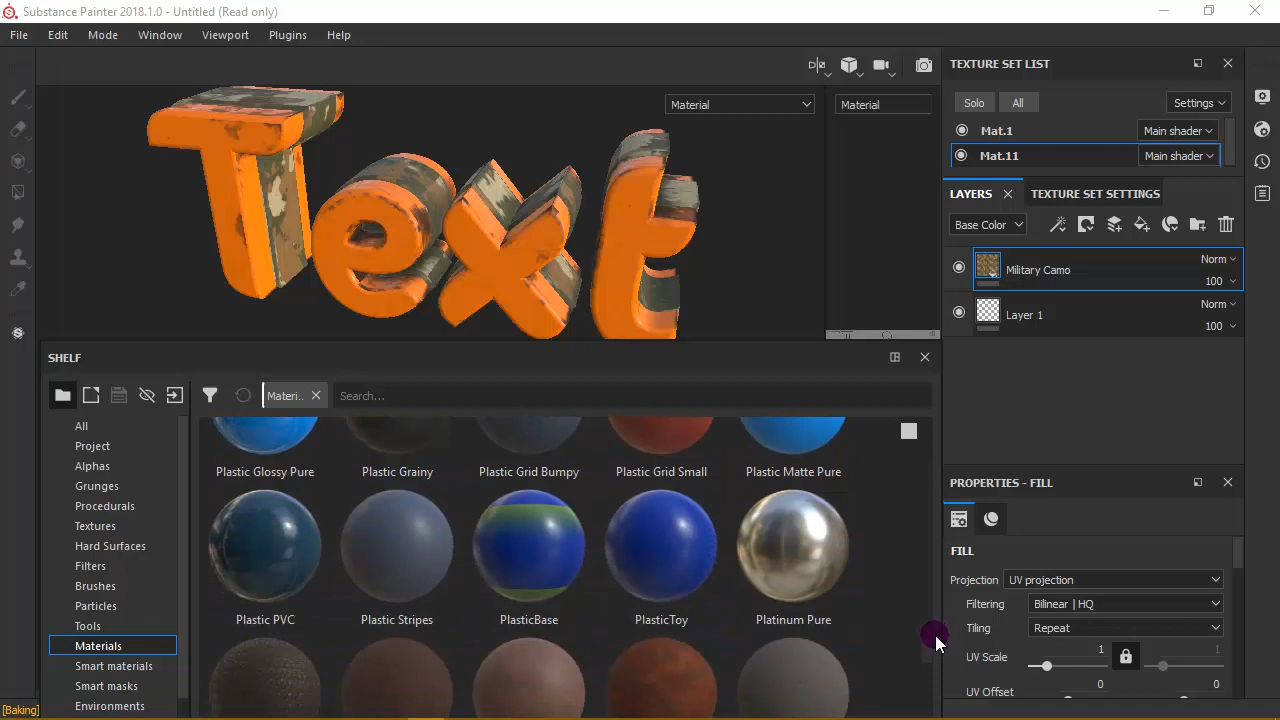 Substance Painter 2018.1.0 - Untitled (Read only)
File Edit Mode Window Viewport Plugins Help
TEXTURE SET LIST
Material
Material
Solo All Settings
Mat.1 Main shader
Mat.11 Main shader
LAYERS TEXTURE SET SETTINGS
Base Color
Military Camo Norm 100
Layer 1 Norm 100
Text
SHELF
Materi.. Search...
All
Project
Alphas
Grunges
Procedurals
Textures
Hard Surfaces
Filters
Brushes
Particles
Tools
Materials
Smart materials
Smart masks
Environments
Plastic Glossy Pure Plastic Grainy Plastic Grid Bumpy Plastic Grid Small Plastic Matte Pure
Plastic PVC Plastic Stripes PlasticBase PlasticToy Platinum Pure
PROPERTIES - FILL
FILL
Projection UV projection
Filtering Bilinear | HQ
Tiling Repeat
UV Scale 1 1
UV Offset 0 0
[Baking]